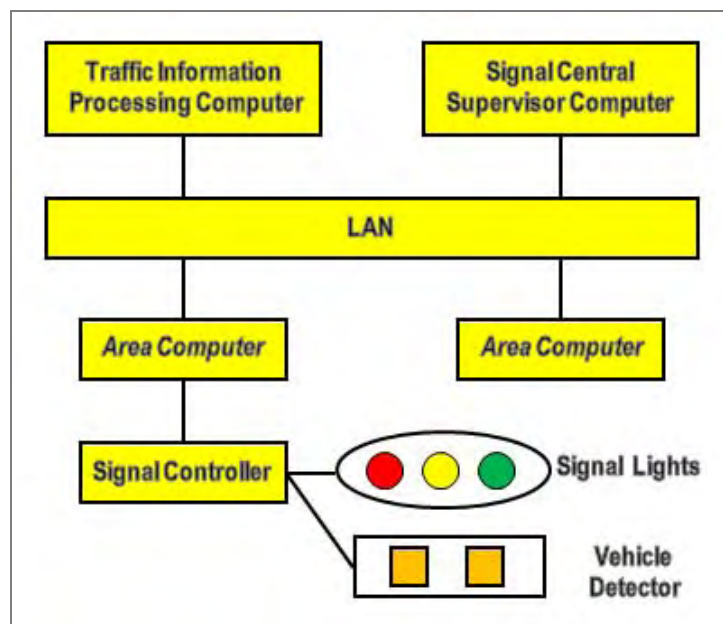 Traffic Information
Processing Computer
Signal Central
Supervisor Computer
LAN
Area Computer
Area Computer
Signal Controller
Signal Lights
Vehicle
Detector